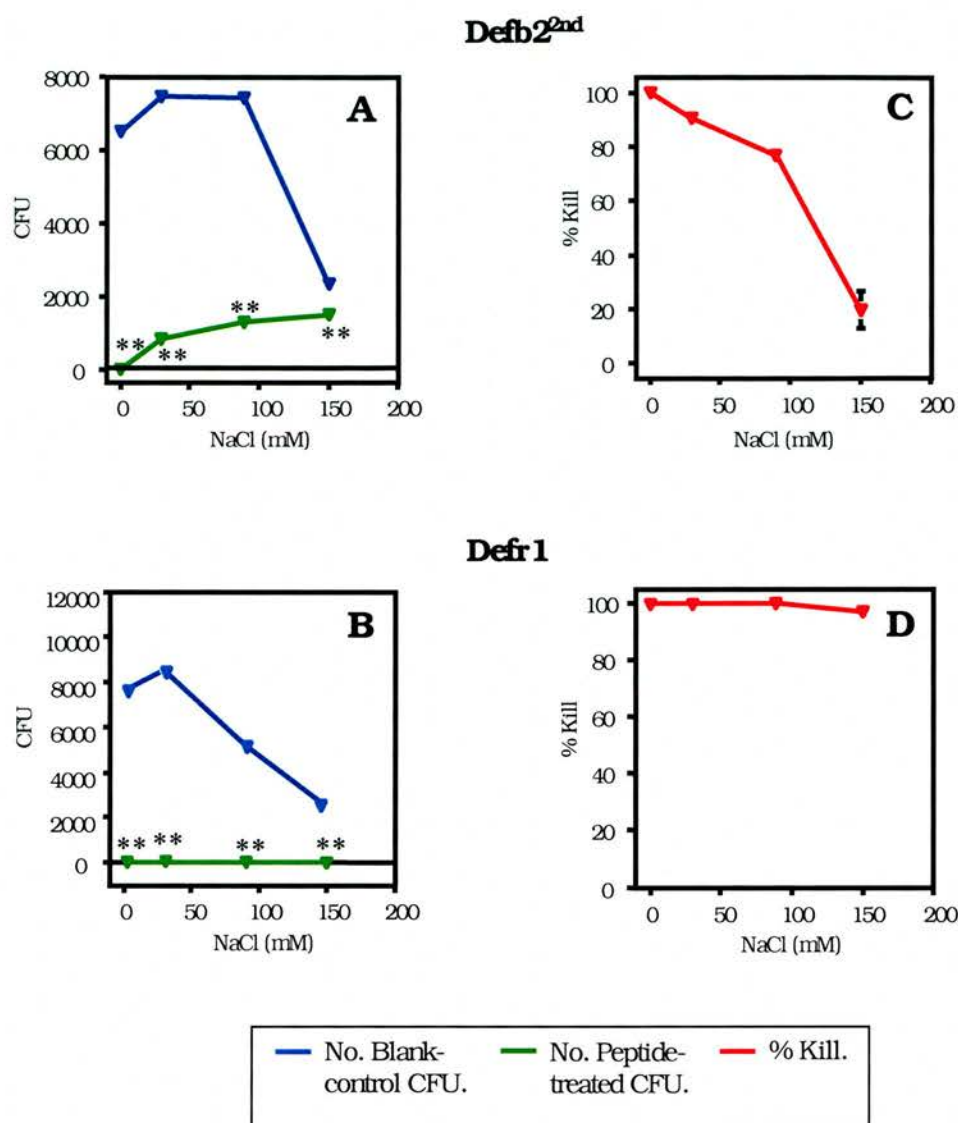 Defb2²ⁿᵈ
A
8000
6000
4000
2000
0
CFU
**
**
**
**
0 50 100 150 200
NaCl (mM)
C
100
80
60
40
20
0
% Kill
0 50 100 150 200
NaCl (mM)
Defr1
B
12000
10000
8000
6000
4000
2000
0
CFU
** ** ** **
0 50 100 150 200
NaCl (mM)
D
100
80
60
40
20
0
% Kill
0 50 100 150 200
NaCl (mM)
No. Blank-
control CFU.
No. Peptide-
treated CFU.
% Kill.